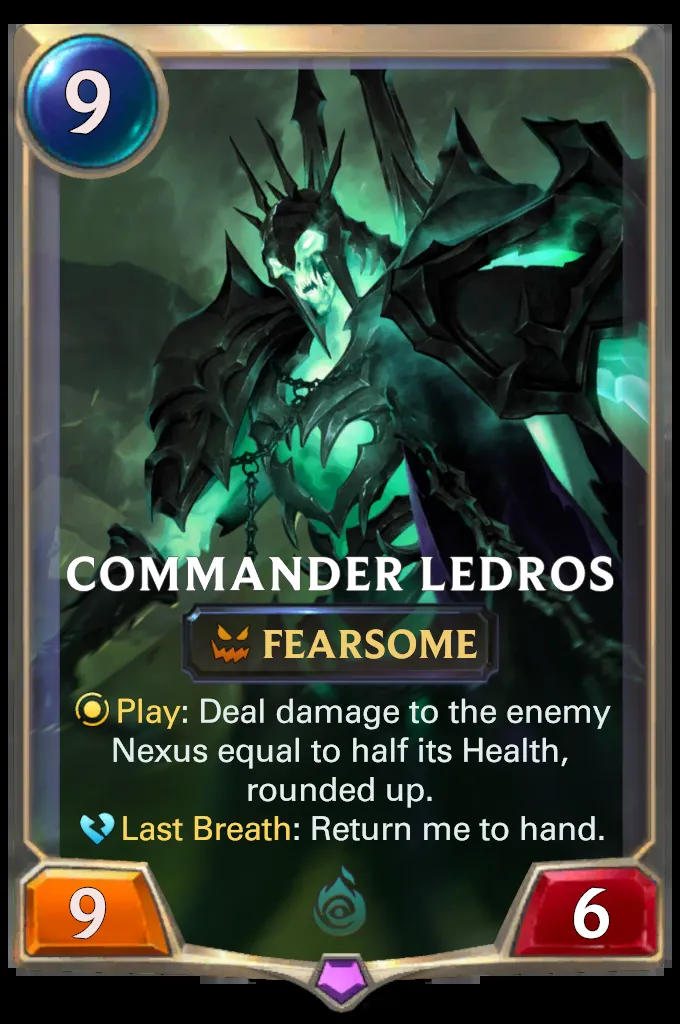 9
COMMANDER LEDROS
FEARSOME
Play: Deal damage to the enemy
Nexus equal to half its Health,
rounded up.
Last Breath: Return me to hand.
9
6